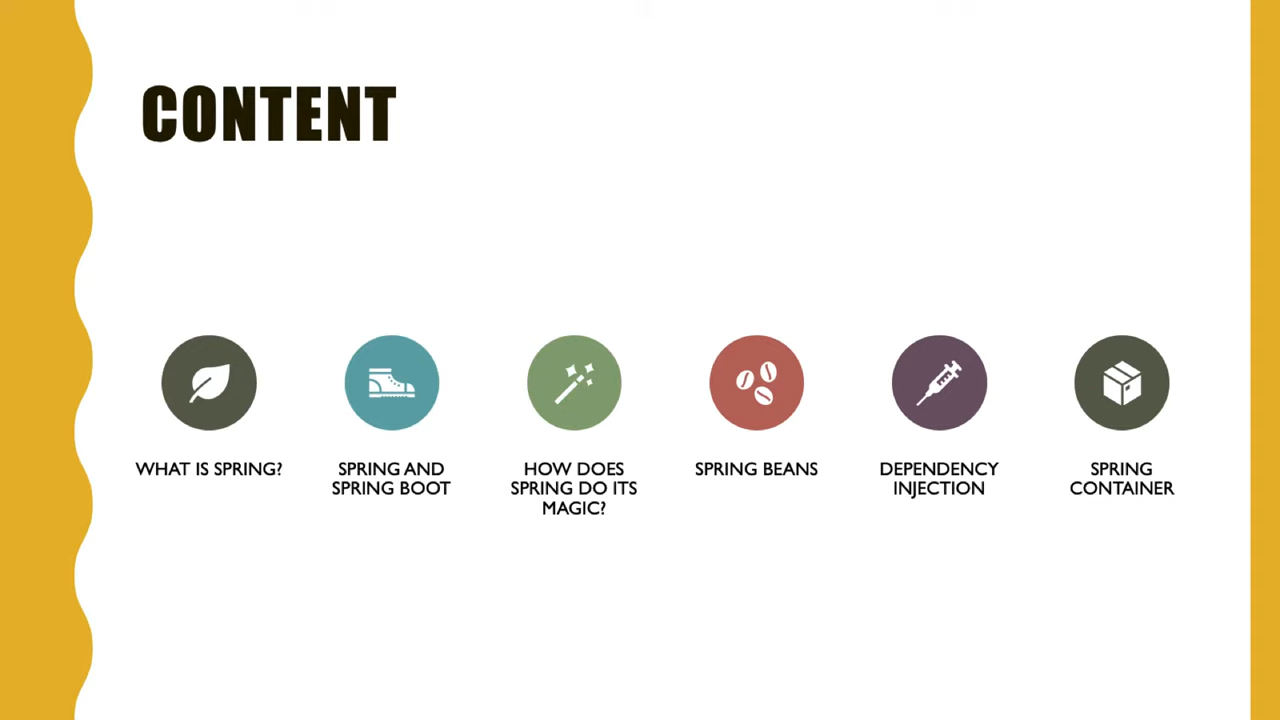 CONTENT
WHAT IS SPRING?
SPRING AND
SPRING BOOT
HOW DOES
SPRING DO ITS
MAGIC?
SPRING BEANS
DEPENDENCY
INJECTION
SPRING
CONTAINER